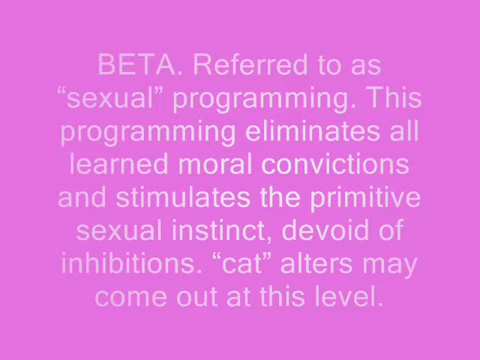 BETA. Referred to as
“sexual” programming. This
programming eliminates all
learned moral convictions
and stimulates the primitive
sexual instinct, devoid of
inhibitions. “cat” alters may
come out at this level.